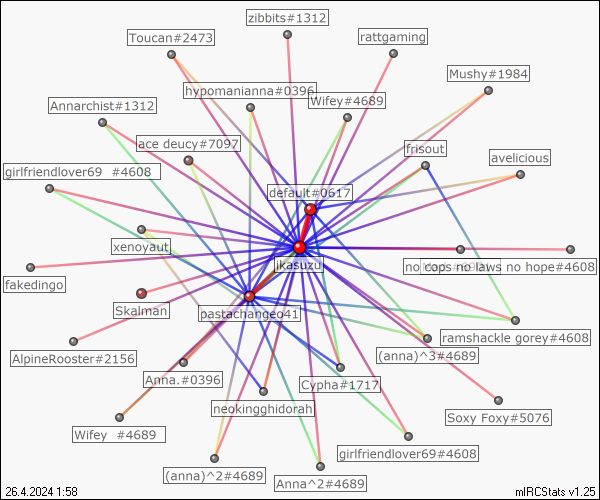 zibbits#1312
Toucan#2473
rattgaming
Mushy#1984
hypomanianna#0396
Wifey#4689
Annarchist#1312
ace deucy#7097
frisout
avelicious
girlfriendlover69 #4608
default#0617
xenoyaut
ikasuzu
no cops no laws no hope#4608
fakedingo
Skalman
pastachangeo41
ramshackle gorey#4608
AlpineRooster#2156
(anna)^3#4689
Anna.#0396
Cypha#1717
neokingghidorah
Soxy Foxy#5076
Wifey #4689
girlfriendlover69#4608
(anna)^2#4689
Anna^2#4689
26.4.2024 1:58
mIRCStats v1.25